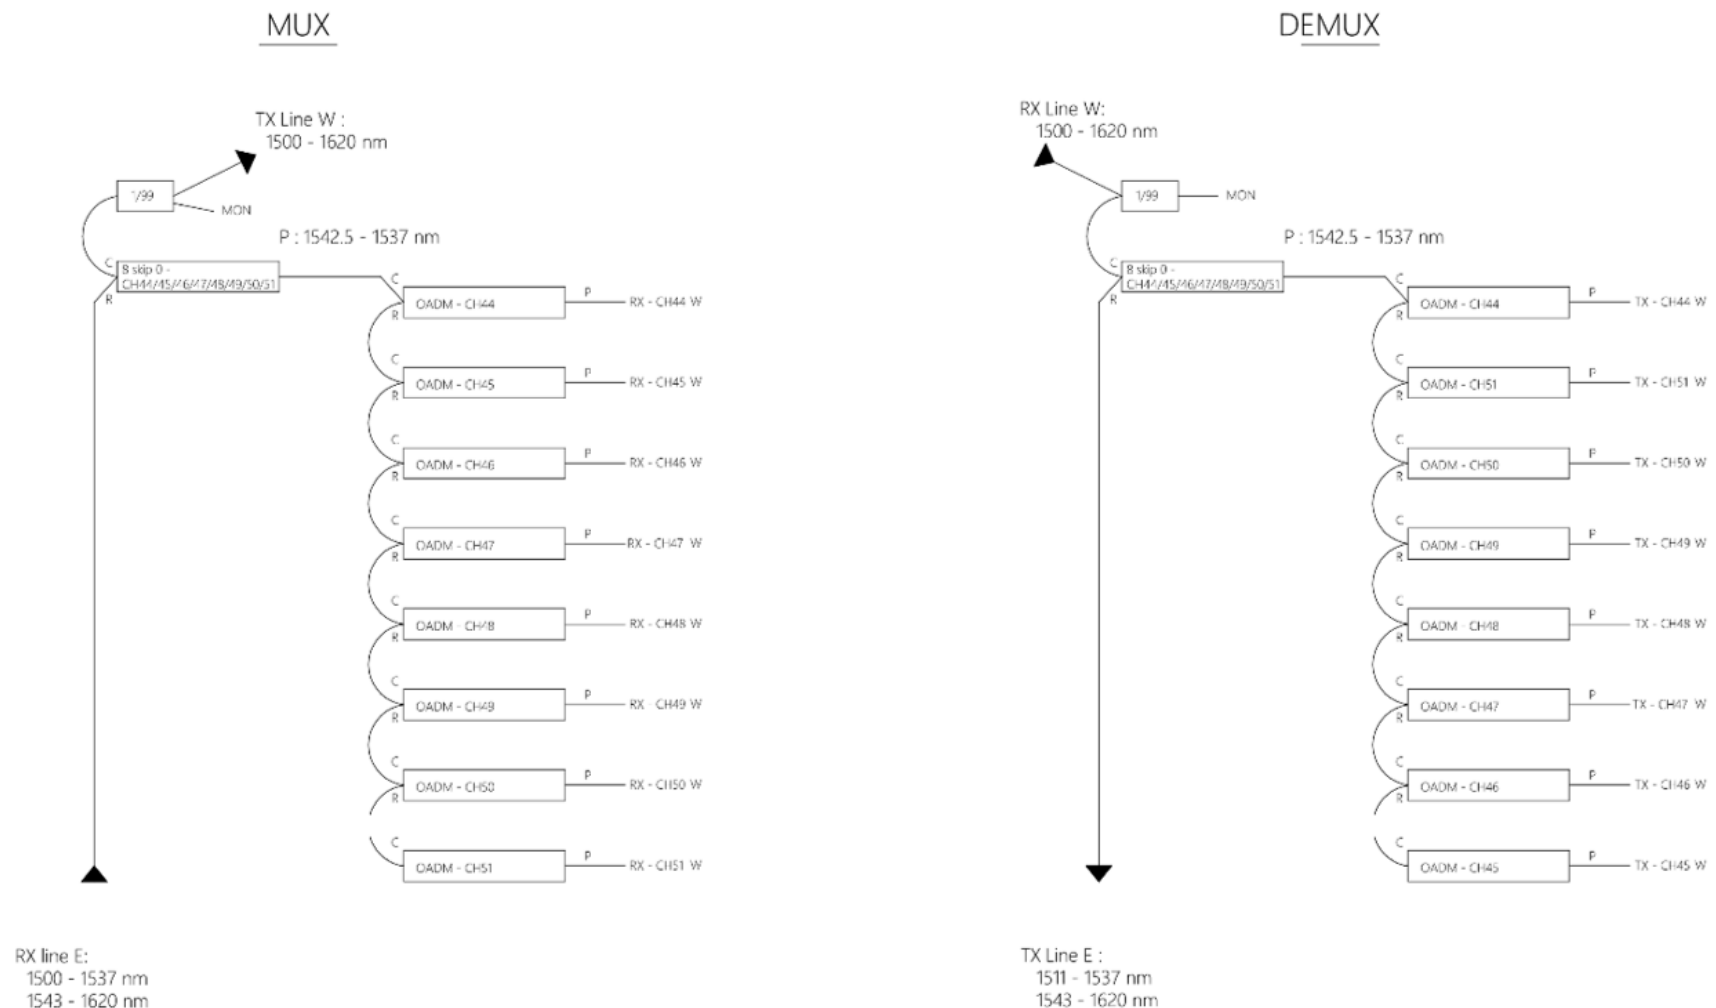 MUX
TX Line W :
1500 - 1620 nm
1/99
MON
P : 1542.5 - 1537 nm
C
8 skip 0 -
CH44/45/46/47/48/49/50/51
R
C
OADM - CH44
P
RX - CH44 W
R
C
OADM - CH45
P
RX - CH45 W
R
C
OADM - CH46
P
RX - CH46 W
R
C
OADM - CH47
P
RX - CH47 W
R
C
OADM - CH48
P
RX - CH48 W
R
C
OADM - CH49
P
RX - CH49 W
R
C
OADM - CH50
P
RX - CH50 W
R
C
OADM - CH51
P
RX - CH51 W
RX line E:
1500 - 1537 nm
1543 - 1620 nm
DEMUX
RX Line W:
1500 - 1620 nm
1/99
MON
P : 1542.5 - 1537 nm
C
8 skip 0 -
CH44/45/46/47/48/49/50/51
R
C
OADM - CH44
P
TX - CH44 W
R
C
OADM - CH51
P
TX - CH51 W
R
C
OADM - CH50
P
TX - CH50 W
R
C
OADM - CH49
P
TX - CH49 W
R
C
OADM - CH48
P
TX - CH48 W
R
C
OADM - CH47
P
TX - CH47 W
R
C
OADM - CH46
P
TX - CH46 W
R
C
OADM - CH45
P
TX - CH45 W
TX Line E :
1511 - 1537 nm
1543 - 1620 nm